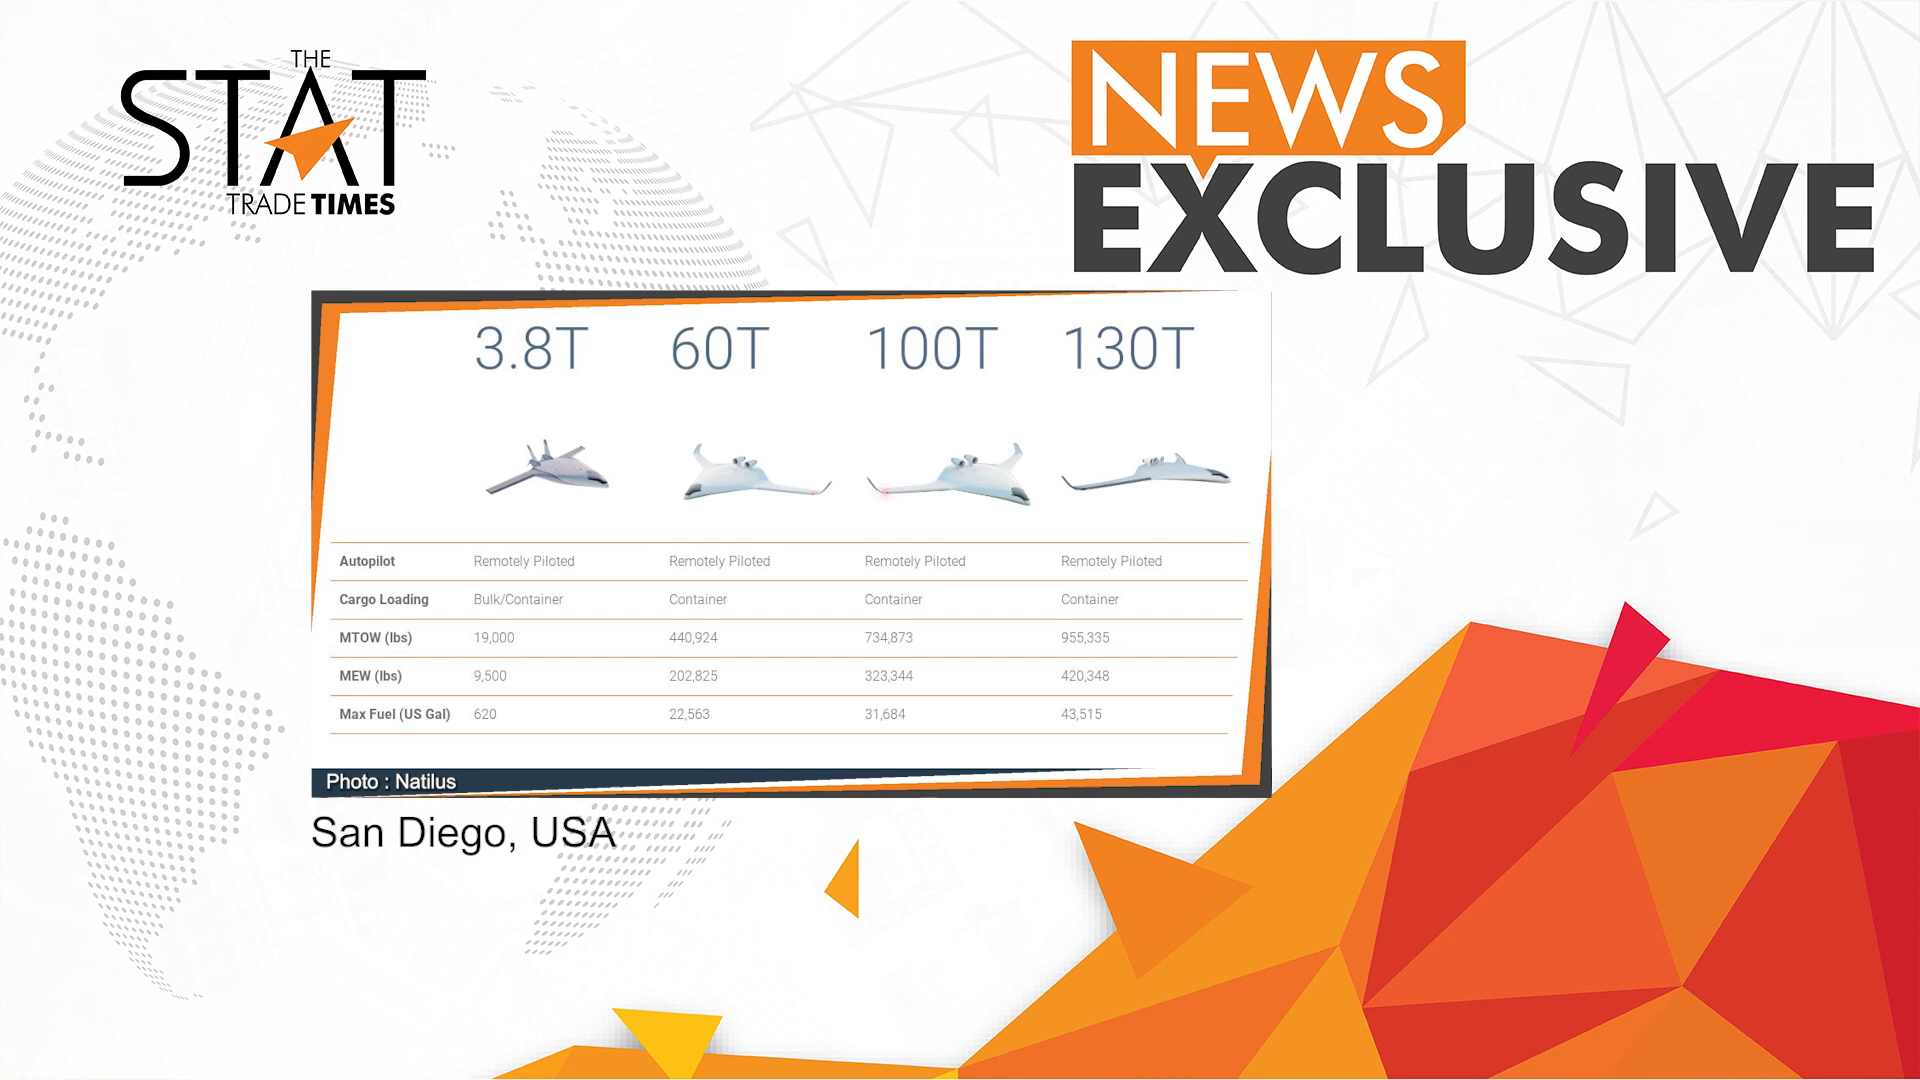 THE
STAT
TRADE TIMES
NEWS
EXCLUSIVE
3.8T 60T 100T 130T
Autopilot Remotely Piloted Remotely Piloted Remotely Piloted Remotely Piloted
Cargo Loading Bulk/Container Container Container Container
MTOW (lbs) 19,000 440,924 734,873 955,335
MEW (lbs) 9,500 202,825 323,344 420,348
Max Fuel (US Gal) 620 22,563 31,684 43,515
Photo : Natilus
San Diego, USA